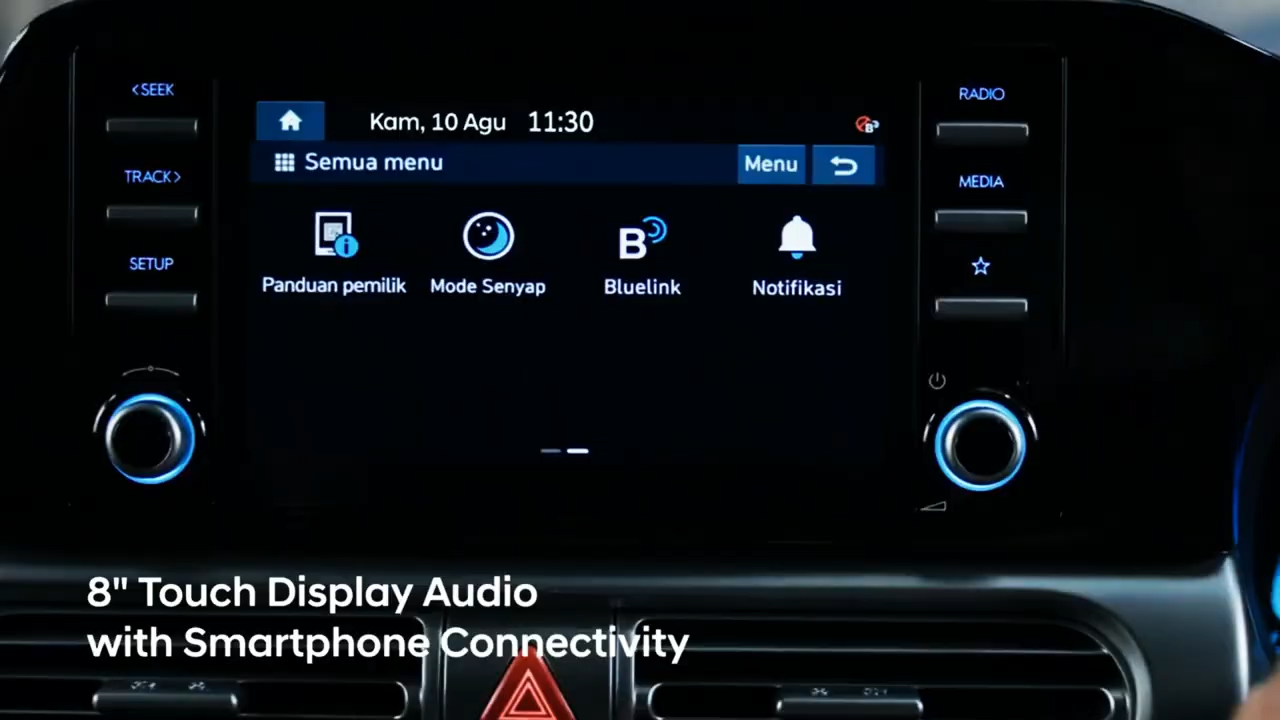 <SEEK
TRACK>
SETUP
Kam, 10 Agu 11:30
Semua menu
Menu
Panduan pemilik
Mode Senyap
B
Bluelink
Notifikasi
RADIO
MEDIA
8" Touch Display Audio
with Smartphone Connectivity